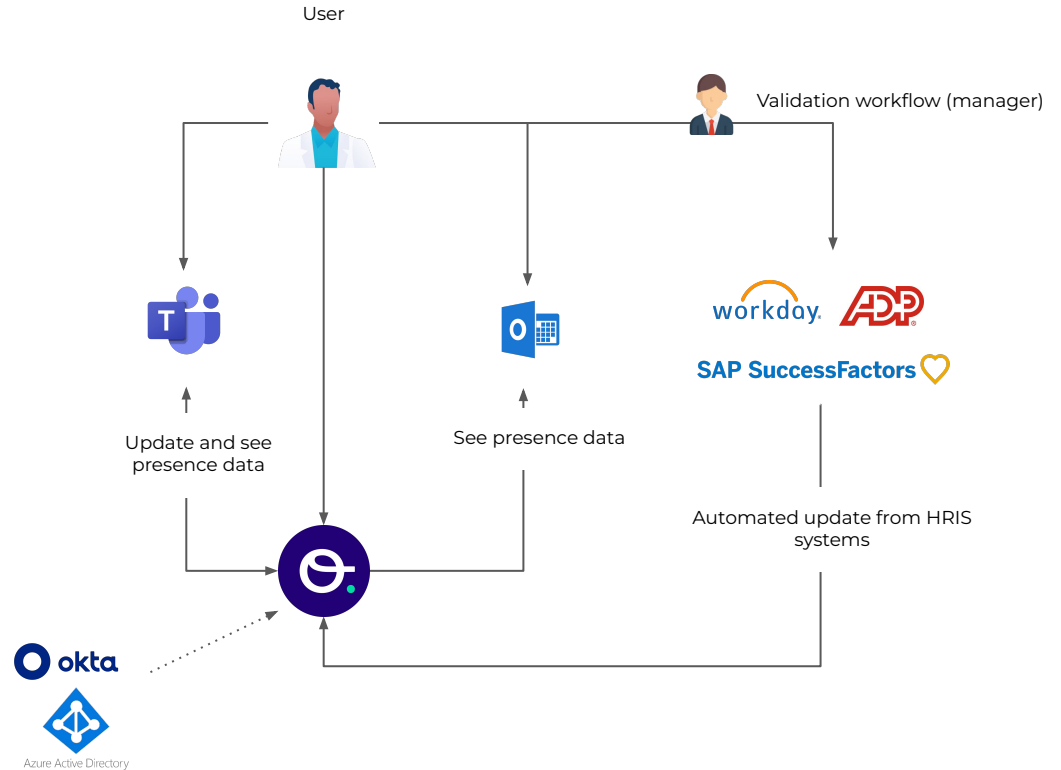 User
Validation workflow (manager)
T
O
workday.
ADP
SAP SuccessFactors
Update and see
presence data
See presence data
Automated update from HRIS
systems
okta
Azure Active Directory